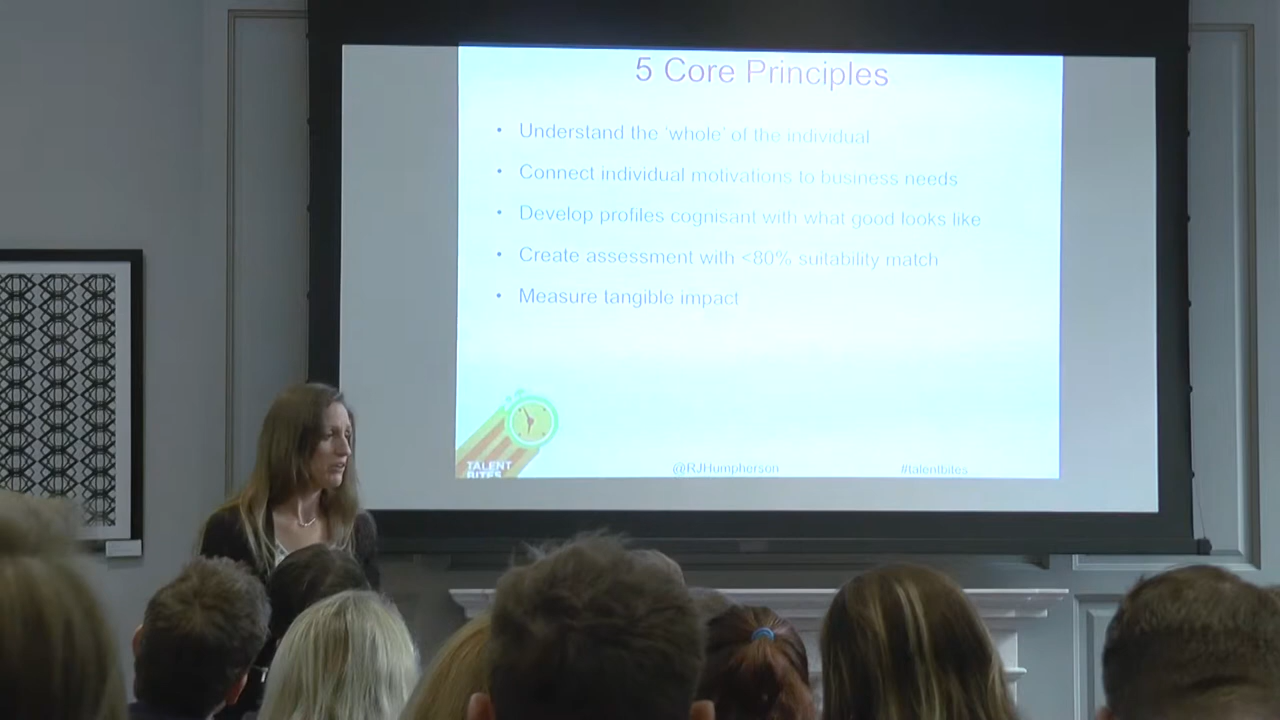 5 Core Principles
• Understand the 'whole' of the individual
• Connect individual motivations to business needs
• Develop profiles cognisant with what good looks like
• Create assessment with <80% suitability match
• Measure tangible impact
TALENT
BITES
@RJHumpherson
#talentbites